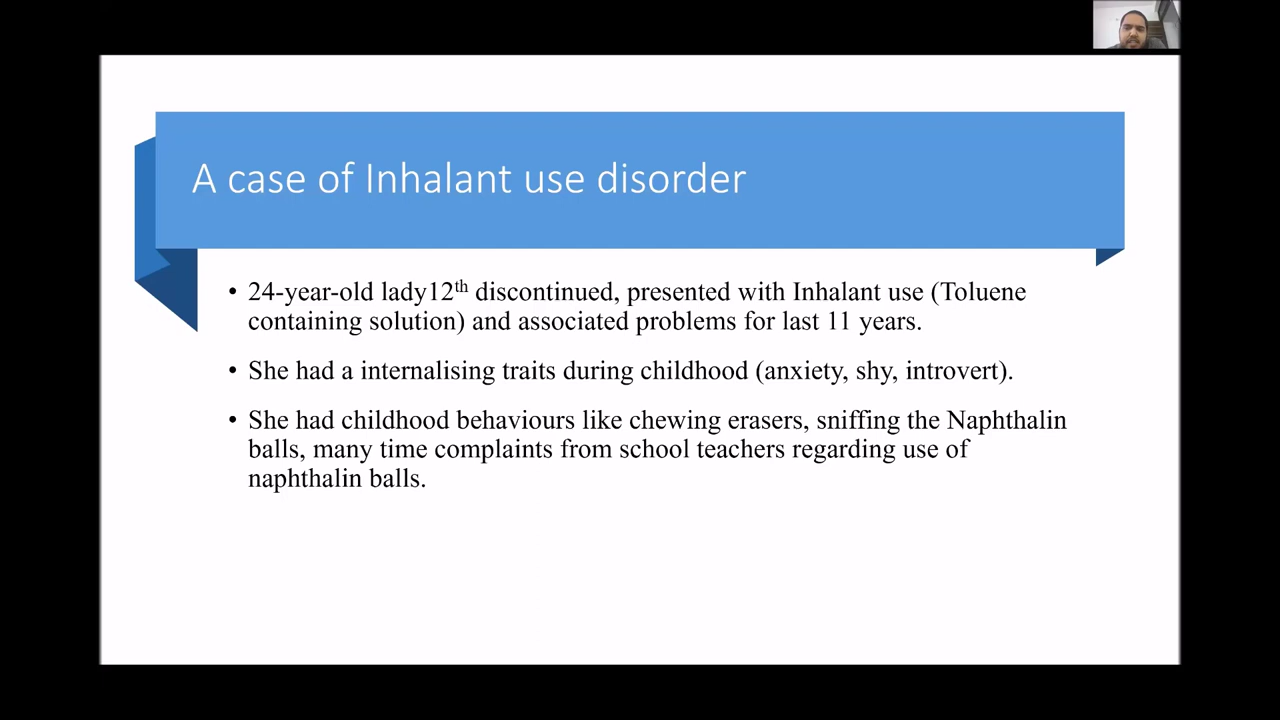 A case of Inhalant use disorder
• 24-year-old lady12th discontinued, presented with Inhalant use (Toluene
containing solution) and associated problems for last 11 years.
• She had a internalising traits during childhood (anxiety, shy, introvert).
• She had childhood behaviours like chewing erasers, sniffing the Naphthalin
balls, many time complaints from school teachers regarding use of
naphthalin balls.